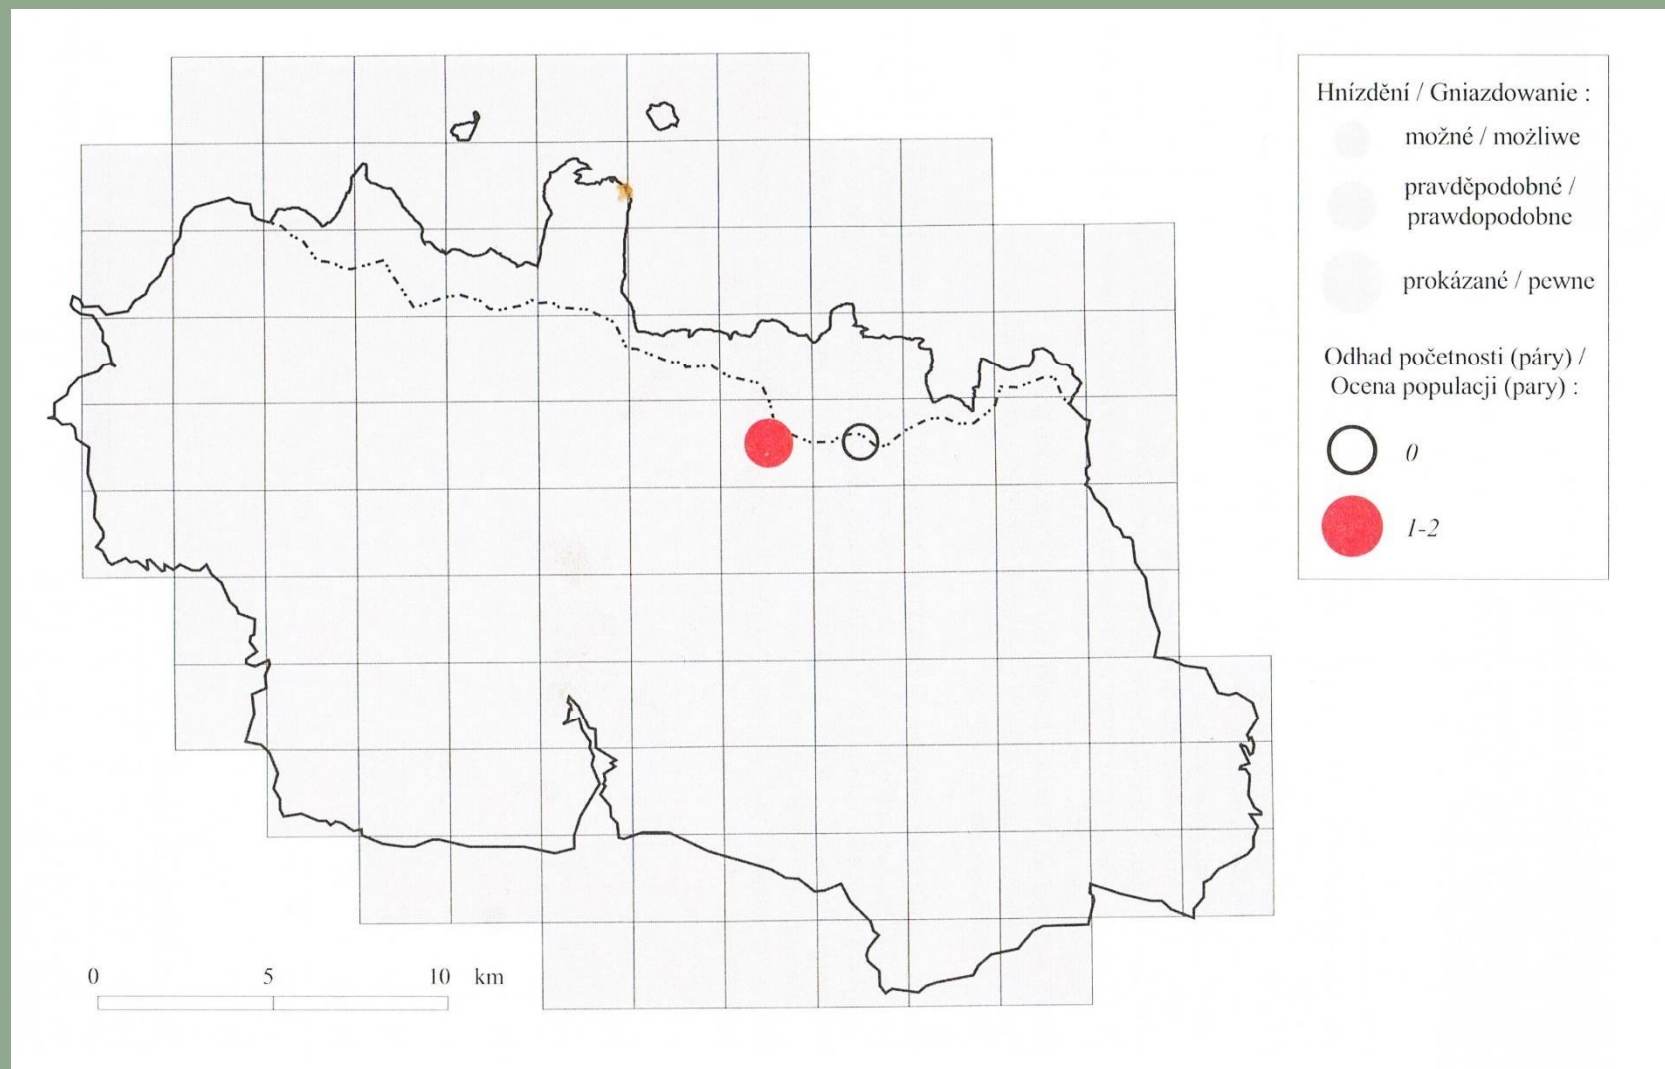 Hnízdění / Gniazdowanie :
možné / możliwe
pravděpodobné /
prawdopodobne
prokázané / pewne
Odhad početnosti (páry) /
Ocena populacji (pary) :
0
1-2
0 5 10 km